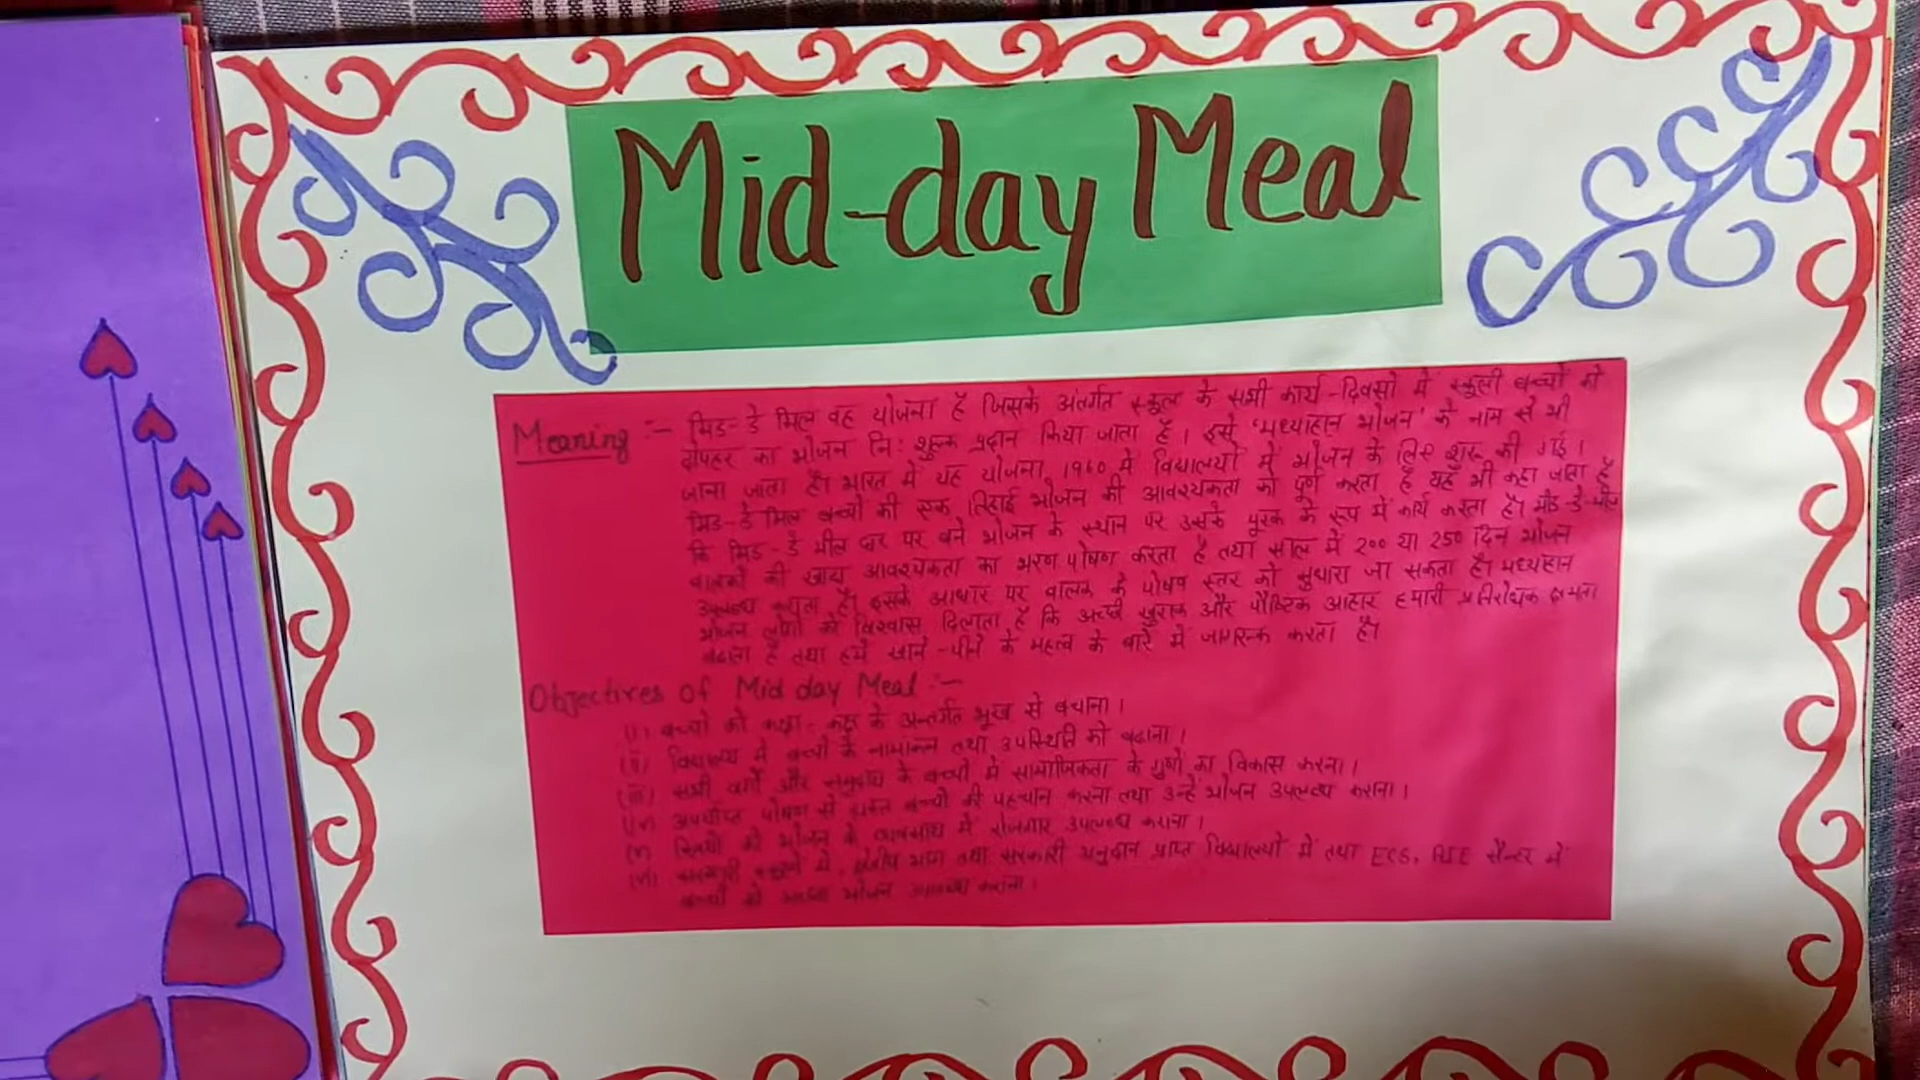 Mid-day Meal
Meaning :- मिड-डे मिल वह योजना है जिसके अंतर्गत स्कूल के सभी कार्य-दिवसों में स्कूली बच्चों को
दोपहर का भोजन नि: शुल्क प्रदान किया जाता है। इसे 'मध्याहान भोजन' के नाम से भी
जाना जाता है। भारत में यह योजना 1960 में विद्यालयों में भोजन के लिए शुरू की गई।
मिड-डे मिल बच्चों की एक तिहाई भोजन की आवश्यकता को पूर्ण करता है यहँ भी कहा जाता है
कि मिड-डे मील घर पर बने भोजन के स्थान पर उसके पूरक के रूप में कार्य करता है। मीड-डे-मील
बालकों की खाद्य आवश्यकता का भरण पोषण करता है तथा साल में 200 या 250 दिन भोजन
उपलब्ध कराता है। इसके आधार पर बालक के पोषण स्तर को सुधारा जा सकता है। मध्यहान
भोजन लोगों को विश्वास दिलाता है कि अच्छी खुराक और पौष्टिक आहार हमारी प्रतिरोधक क्षमता
बढाता है तथा हमें खाने-पीने के महत्व के बारे में जागरूक करता है।
Objectives of Mid day Meal :-
(i) बच्चों को कक्षा-कक्ष के अन्तर्गत भूख से बचाना।
(ii) विद्यालय में बच्चों के नामांकन तथा उपस्थिति को बढ़ाना।
(iii) सभी वर्गों और समुदाय के बच्चों में सामाजिकता के गुणों का विकास करना।
(iv) अपर्याप्त पोषण से ग्रस्त बच्चों की पहचान करना तथा उन्हें भोजन उपलब्ध कराना।
(v) स्त्रियों को भोजन के व्यवसाय में रोजगार उपलब्ध कराना।
(vi) सरकारी स्कूलों में, तथा सरकारी अनुदान प्राप्त विद्यालयों में तथा EGS, AIE सैन्टर में
बच्चों को भोजन उपलब्ध कराना।